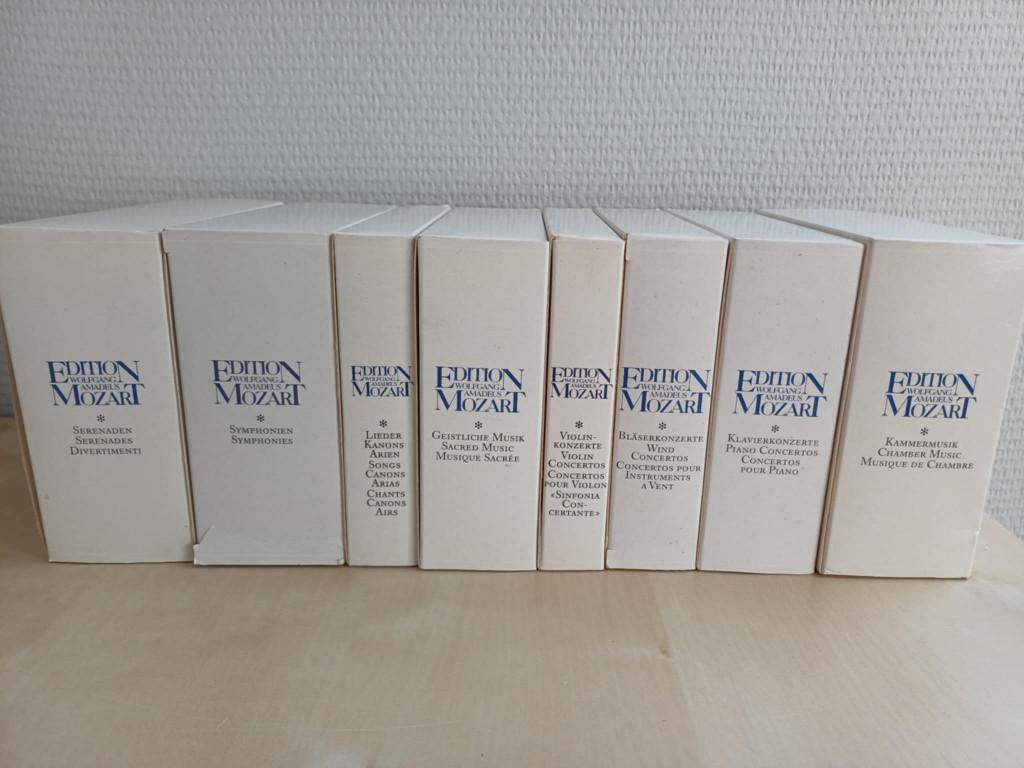 EDITION
WOLFGANG
AMADEUS
MOZART
*
SERENADEN
SERENADES
DIVERTIMENTI
EDITION
WOLFGANG
AMADEUS
MOZART
*
SYMPHONIEN
SYMPHONIES
EDITION
WOLFGANG
AMADEUS
MOZART
*
LIEDER
KANONS
ARIEN
SONGS
CANONS
ARIAS
CHANTS
CANONS
AIRS
EDITION
WOLFGANG
AMADEUS
MOZART
*
GEISTLICHE MUSIK
SACRED MUSIC
MUSIQUE SACRÉE
EDITION
WOLFGANG
AMADEUS
MOZART
*
VIOLIN-
KONZERTE
VIOLIN
CONCERTOS
CONCERTOS
POUR VIOLON
«SINFONIA
CON-
CERTANTE»
EDITION
WOLFGANG
AMADEUS
MOZART
*
BLÄSERKONZERTE
WIND
CONCERTOS
CONCERTOS POUR
INSTRUMENTS
A VENT
EDITION
WOLFGANG
AMADEUS
MOZART
*
KLAVIERKONZERTE
PIANO CONCERTOS
CONCERTOS
POUR PIANO
EDITION
WOLFGANG
AMADEUS
MOZART
*
KAMMERMUSIK
CHAMBER MUSIC
MUSIQUE DE CHAMBRE